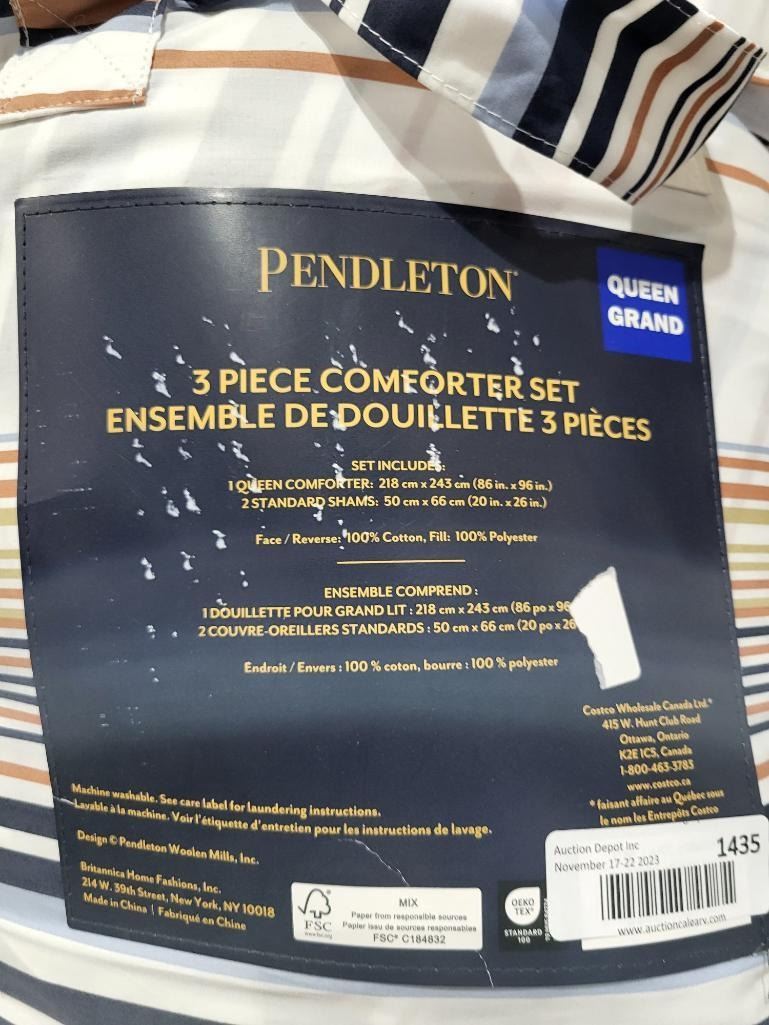 PENDLETON
QUEEN
GRAND
3 PIECE COMFORTER SET
ENSEMBLE DE DOUILLETTE 3 PIÈCES
SET INCLUDES:
1 QUEEN COMFORTER: 218 cm x 243 cm (86 in. x 96 in.)
2 STANDARD SHAMS: 50 cm x 66 cm (20 in. x 26 in.)
Face / Reverse: 100% Cotton, Fill: 100% Polyester
ENSEMBLE COMPREND :
1 DOUILLETTE POUR GRAND LIT : 218 cm x 243 cm (86 po x 96
2 COUVRE-OREILLERS STANDARDS : 50 cm x 66 cm (20 po x 26
Endroit / Envers : 100 % coton, bourre : 100 % polyester
Costco Wholesale Canada Ltd.*
415 W. Hunt Club Road
Ottawa, Ontario
K2E 1C5, Canada
1-800-463-3783
www.costco.ca
* faisant affaire au Québec sous
le nom les Entrepôts Costco
Machine washable. See care label for laundering instructions.
Lavable à la machine. Voir l'étiquette d'entretien pour les instructions de lavage.
Design © Pendleton Woolen Mills, Inc.
Britannica Home Fashions, Inc.
214 W. 39th Street, New York, NY 10018
Made in China | Fabriqué en Chine
FSC
www.fsc.org
MIX
Paper from responsible sources
Papier issu de sources responsables
FSC® C184832
OEKO
TEX®
STANDARD
100
Auction Depot Inc
November 17-22 2023
1435
www.auctioncalearv.com